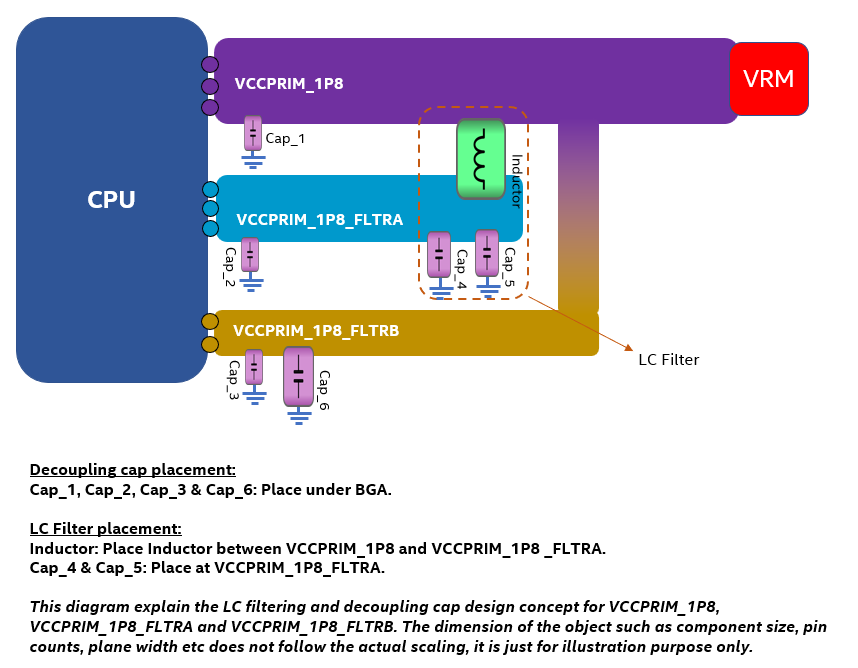 VRM
VCCPRIM_1P8
Cap_1
Inductor
CPU
VCCPRIM_1P8_FLTRA
Cap_2
Cap_4
Cap_5
VCCPRIM_1P8_FLTRB
LC Filter
Cap_3
Cap_6
Decoupling cap placement:
Cap_1, Cap_2, Cap_3 & Cap_6: Place under BGA.
LC Filter placement:
Inductor: Place Inductor between VCCPRIM_1P8 and VCCPRIM_1P8 _FLTRA.
Cap_4 & Cap_5: Place at VCCPRIM_1P8_FLTRA.
This diagram explain the LC filtering and decoupling cap design concept for VCCPRIM_1P8,
VCCPRIM_1P8_FLTRA and VCCPRIM_1P8_FLTRB. The dimension of the object such as component size, pin
counts, plane width etc does not follow the actual scaling, it is just for illustration purpose only.